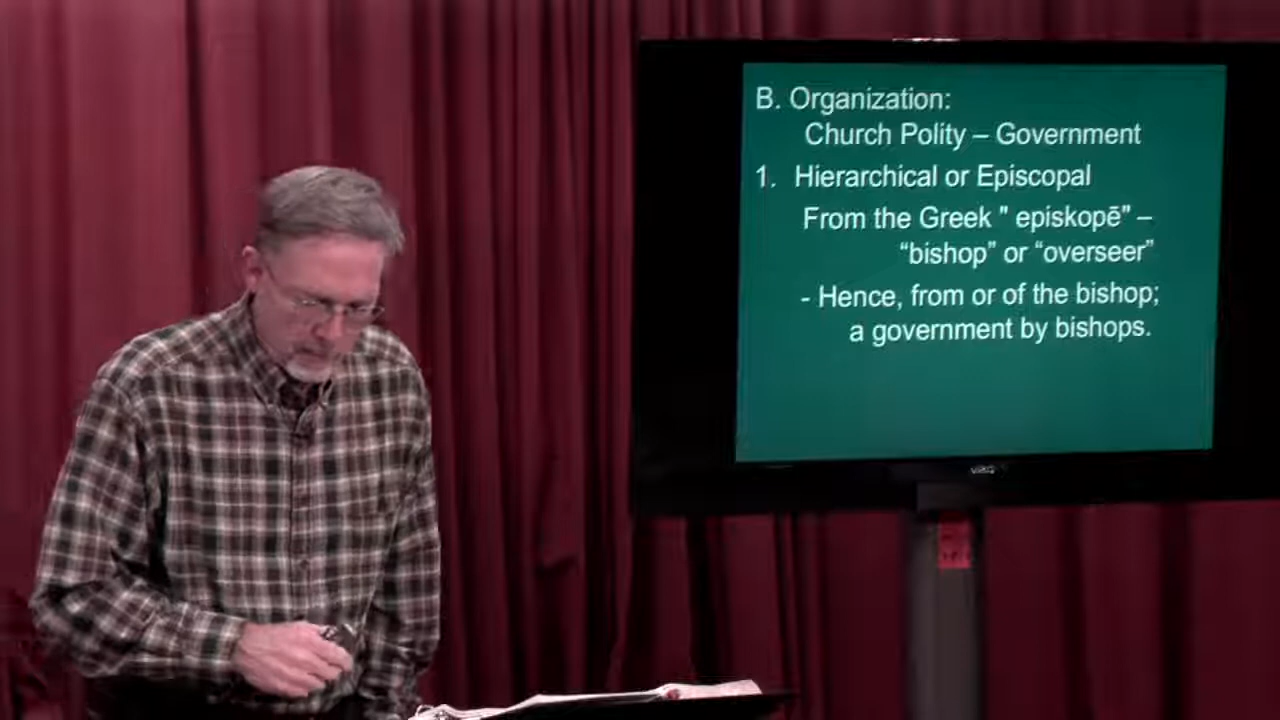 B. Organization:
Church Polity – Government
1. Hierarchical or Episcopal
From the Greek " episkopē" –
“bishop” or “overseer”
- Hence, from or of the bishop;
a government by bishops.
VIZIO